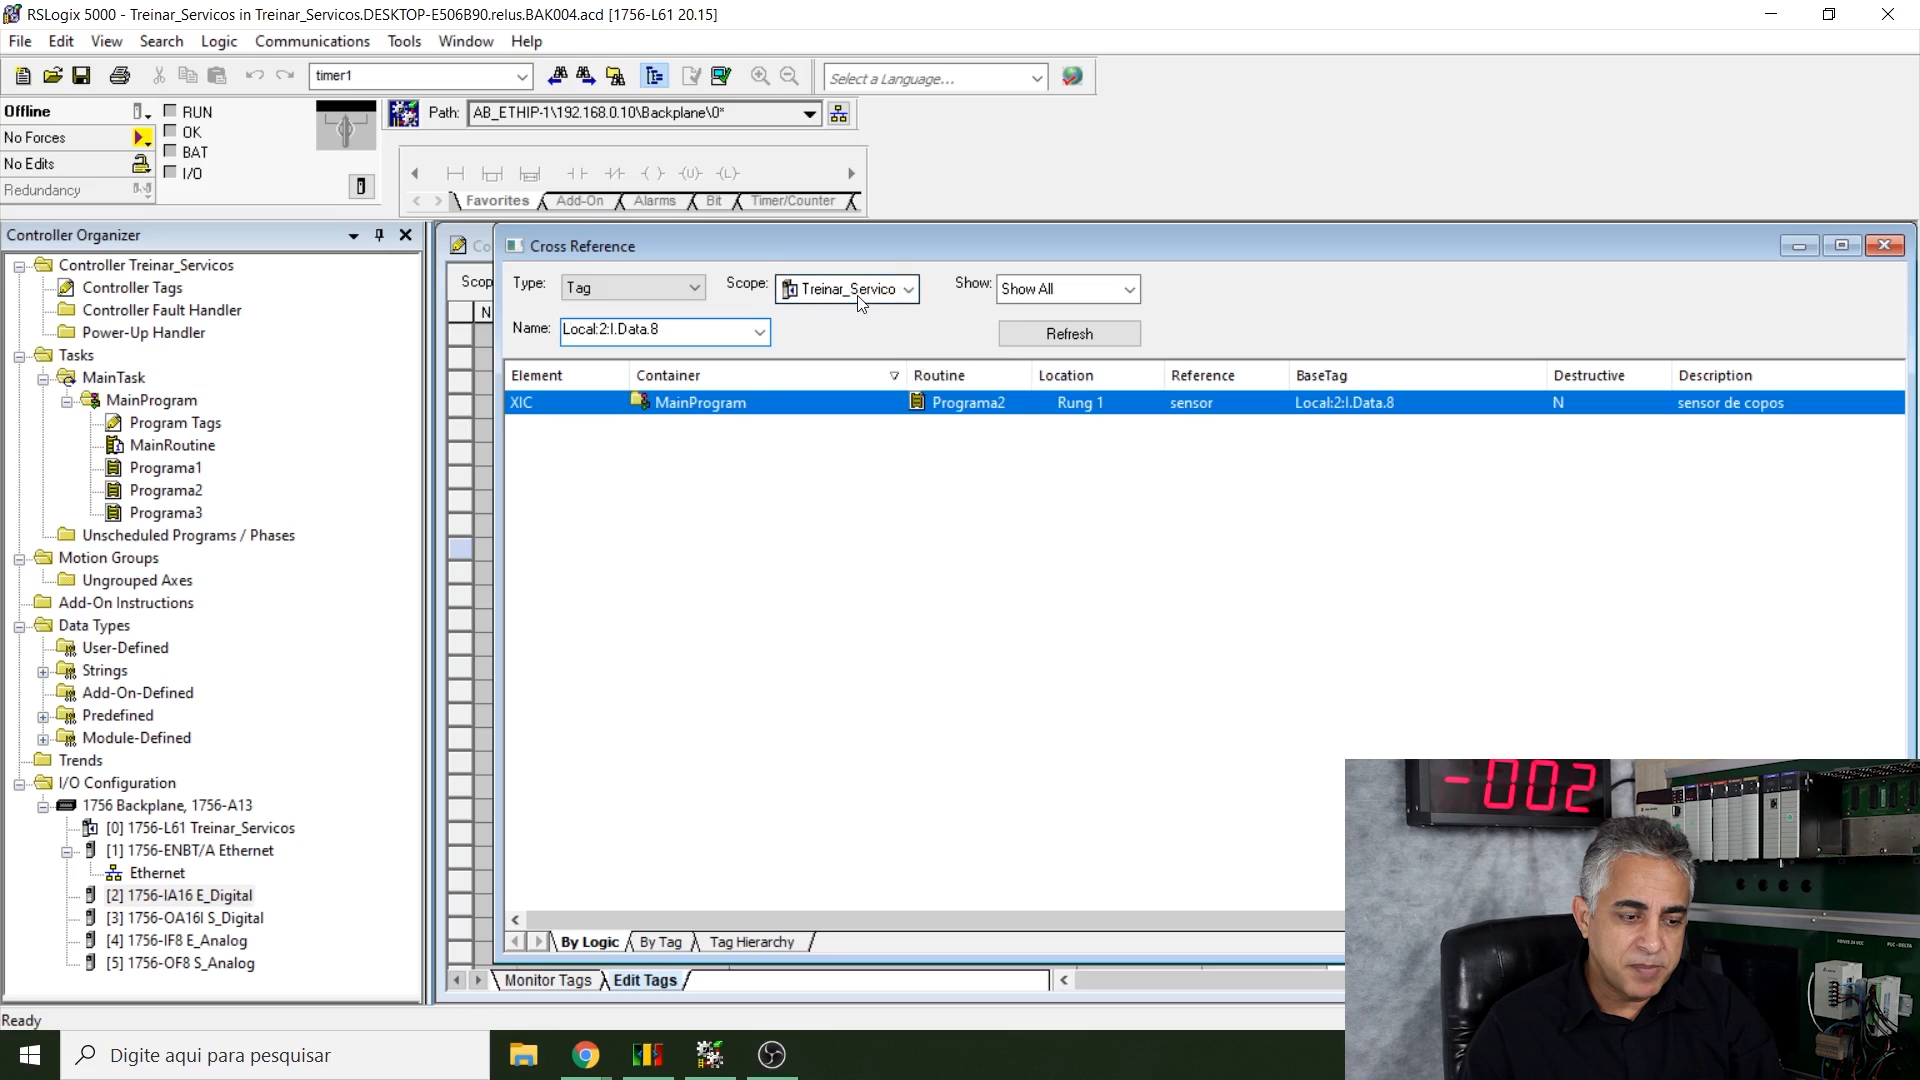 RSLogix 5000 - Treinar_Servicos in Treinar_Servicos.DESKTOP-E506B90.relus.BAK004.acd [1756-L61 20.15]
File Edit View Search Logic Communications Tools Window Help
timer1
Select a Language...
Offline
RUN
No Forces
OK
No Edits
BAT
Redundancy
I/O
Path: AB_ETHIP-1\192.168.0.10\Backplane\0*
Favorites Add-On Alarms Bit Timer/Counter
Controller Organizer
Controller Treinar_Servicos
Controller Tags
Controller Fault Handler
Power-Up Handler
Tasks
MainTask
MainProgram
Program Tags
MainRoutine
Programa1
Programa2
Programa3
Unscheduled Programs / Phases
Motion Groups
Ungrouped Axes
Add-On Instructions
Data Types
User-Defined
Strings
Add-On-Defined
Predefined
Module-Defined
Trends
I/O Configuration
1756 Backplane, 1756-A13
[0] 1756-L61 Treinar_Servicos
[1] 1756-ENBT/A Ethernet
Ethernet
[2] 1756-IA16 E_Digital
[3] 1756-OA16I S_Digital
[4] 1756-IF8 E_Analog
[5] 1756-OF8 S_Analog
Co
Scop
N
Cross Reference
Type: Tag Scope: Treinar_Servico Show: Show All
Name: Local:2:I.Data.8 Refresh
Element Container Routine Location Reference BaseTag Destructive Description
XIC MainProgram Programa2 Rung 1 sensor Local:2:I.Data.8 N sensor de copos
By Logic By Tag Tag Hierarchy
Monitor Tags Edit Tags
-002
Ready
Digite aqui para pesquisar